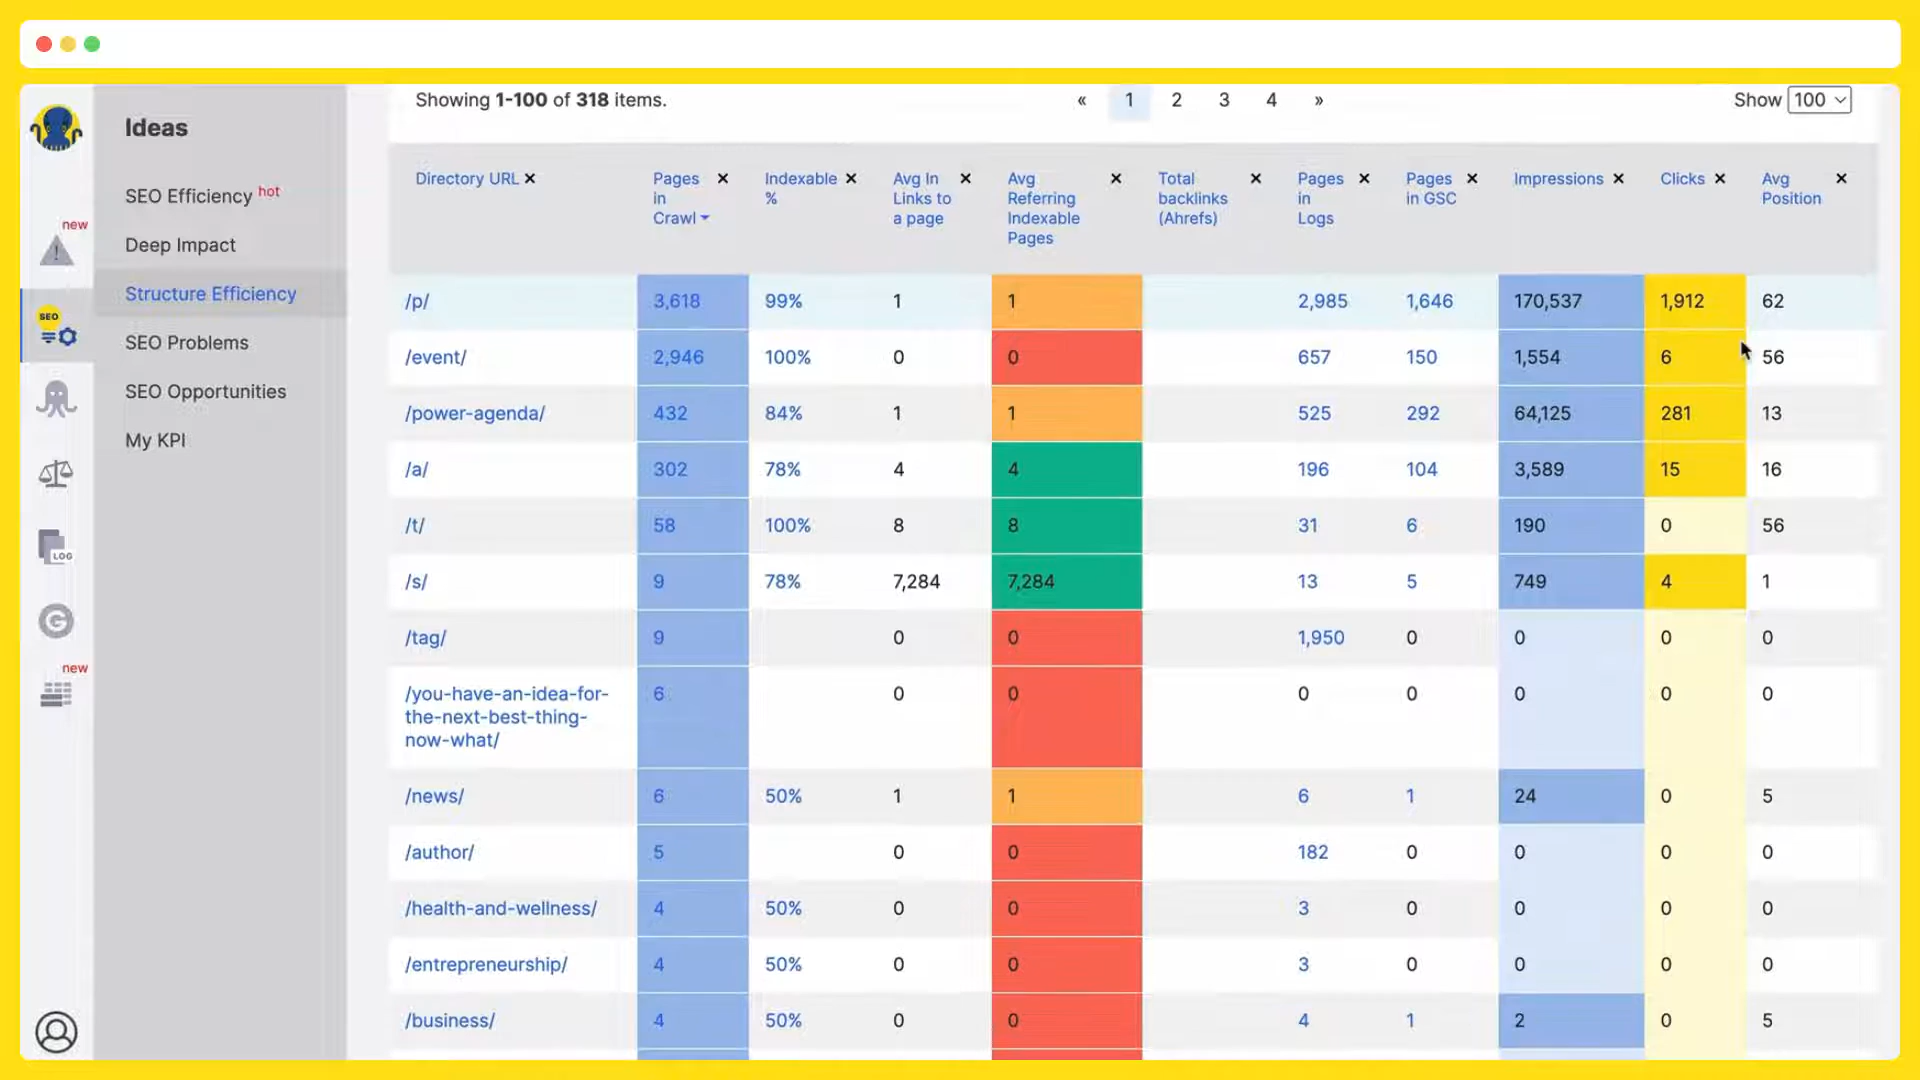 Showing 1-100 of 318 items.
« 1 2 3 4 »
Show 100
Ideas
SEO Efficiency hot
Deep Impact
Structure Efficiency
SEO Problems
SEO Opportunities
My KPI
new
SEO
LOG
G
new
Directory URL ×
Pages in Crawl ×
Indexable % ×
Avg In Links to a page ×
Avg Referring Indexable Pages ×
Total backlinks (Ahrefs) ×
Pages in Logs ×
Pages in GSC ×
Impressions ×
Clicks ×
Avg Position ×
/p/ 3,618 99% 1 1 2,985 1,646 170,537 1,912 62
/event/ 2,946 100% 0 0 657 150 1,554 6 56
/power-agenda/ 432 84% 1 1 525 292 64,125 281 13
/a/ 302 78% 4 4 196 104 3,589 15 16
/t/ 58 100% 8 8 31 6 190 0 56
/s/ 9 78% 7,284 7,284 13 5 749 4 1
/tag/ 9 0 0 1,950 0 0 0 0
/you-have-an-idea-for- 6 0 0 0 0 0 0 0
the-next-best-thing-
now-what/
/news/ 6 50% 1 1 6 1 24 0 5
/author/ 5 0 0 182 0 0 0 0
/health-and-wellness/ 4 50% 0 0 3 0 0 0 0
/entrepreneurship/ 4 50% 0 0 3 0 0 0 0
/business/ 4 50% 0 0 4 1 2 0 5